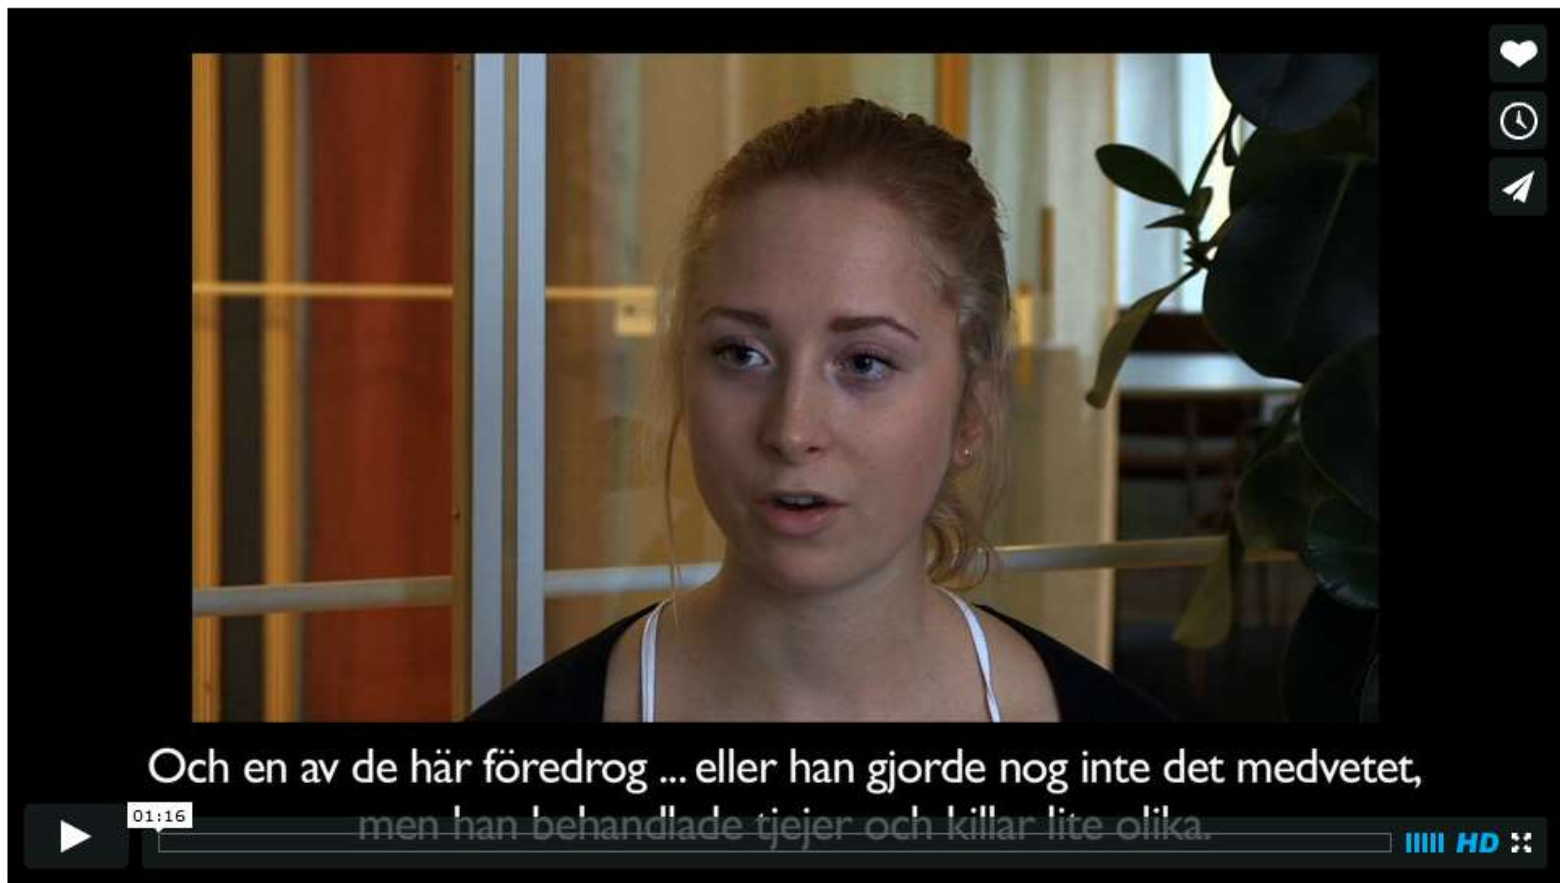 Och en av de här föredrog ... eller han gjorde nog inte det medvetet,
men han behandlade tjejer och killar lite olika.
01:16
HD